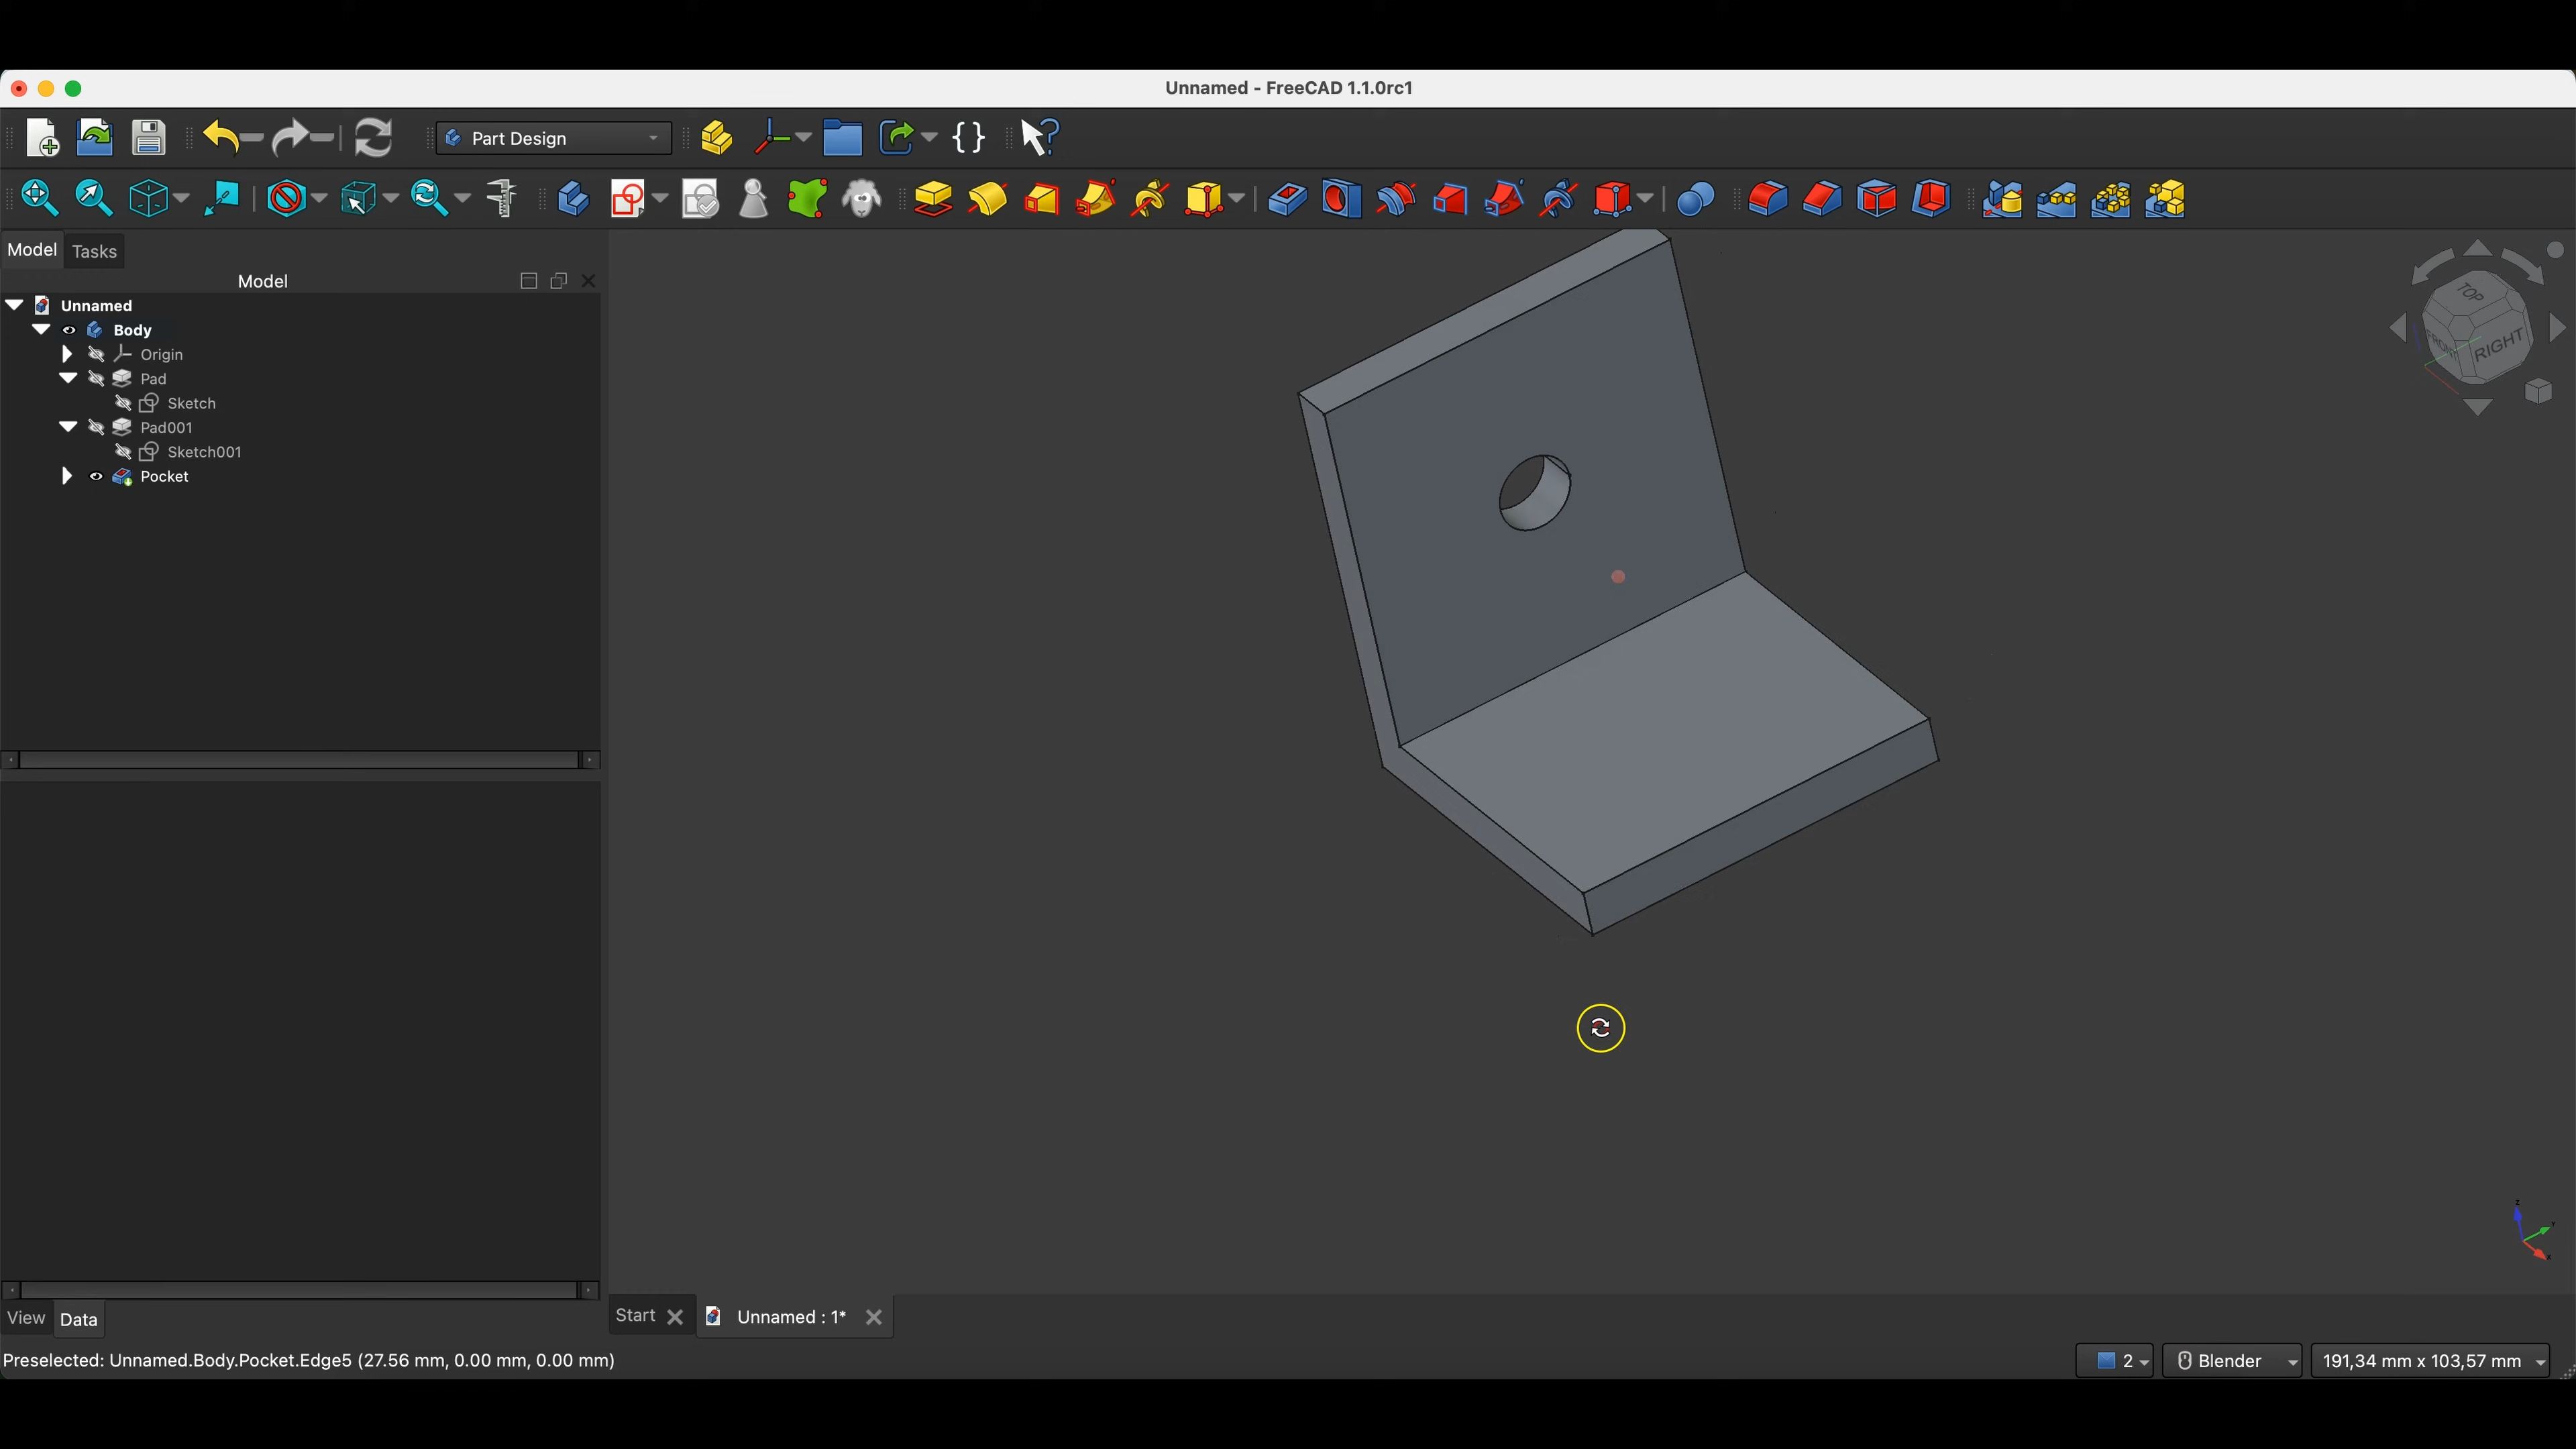 Unnamed - FreeCAD 1.1.0rc1
Part Design
Model
Tasks
Model
Unnamed
Body
Origin
Pad
Sketch
Pad001
Sketch001
Pocket
TOP
FRONT
RIGHT
z
Y
x
View
Data
Start
Unnamed : 1*
Preselected: Unnamed.Body.Pocket.Edge5 (27.56 mm, 0.00 mm, 0.00 mm)
2
Blender
191,34 mm x 103,57 mm